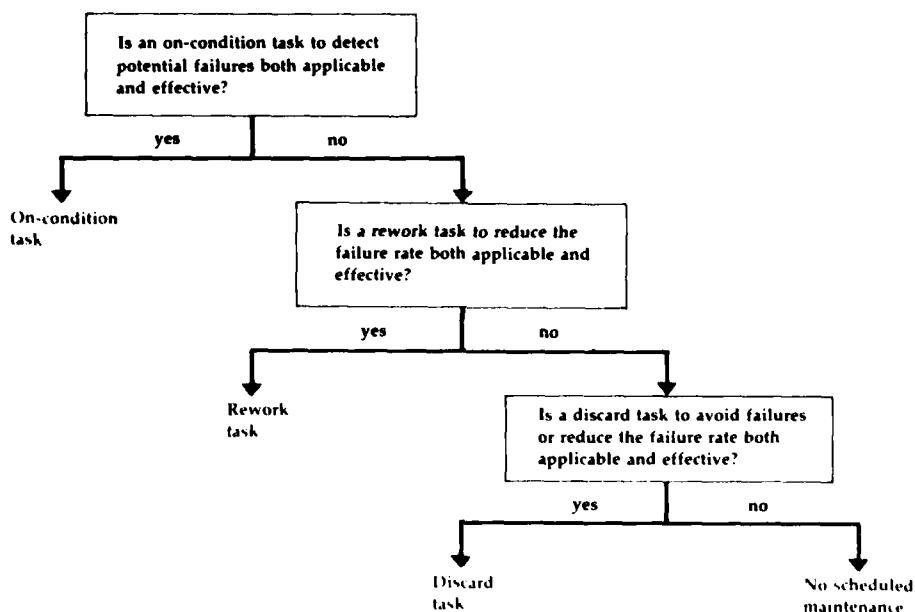 Is an on-condition task to detect
potential failures both applicable
and effective?
yes
no
On-condition
task
Is a rework task to reduce the
failure rate both applicable and
effective?
yes
no
Rework
task
Is a discard task to avoid failures
or reduce the failure rate both
applicable and effective?
yes
no
Discard
task
No scheduled
maintenance